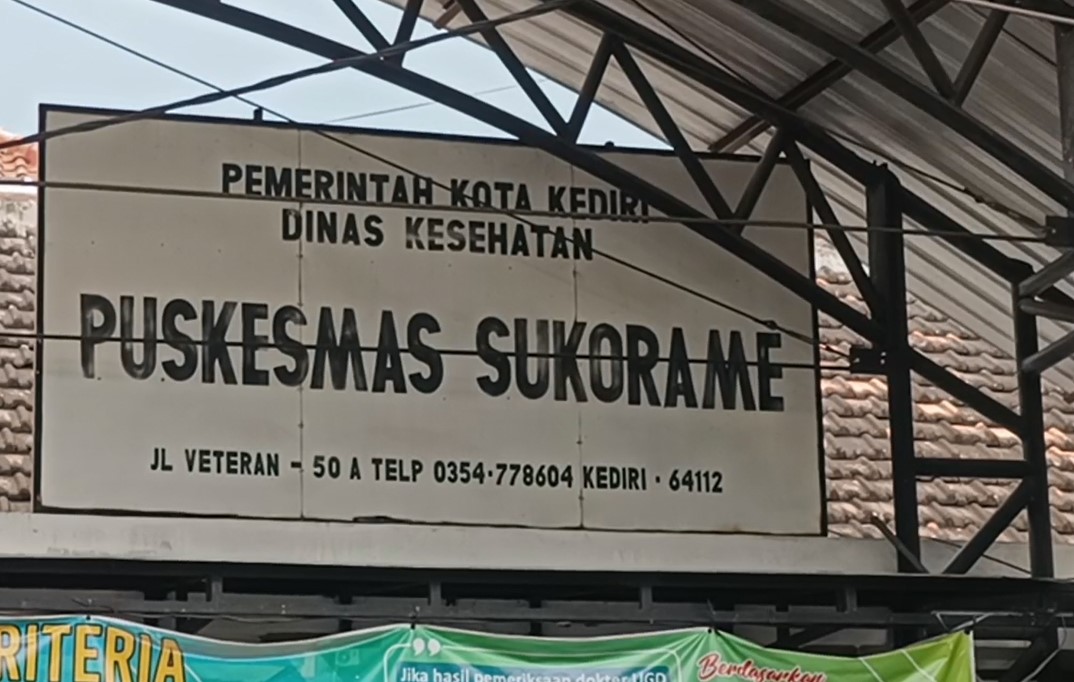 PEMERINTAH KOTA KEDIRI
DINAS KESEHATAN
PUSKESMAS SUKORAME
JL VETERAN - 50 A TELP 0354·778604 KEDIRI · 64112
RITERIA
Jika hasil pemeriksaan dokter UGD
Berdasarkan